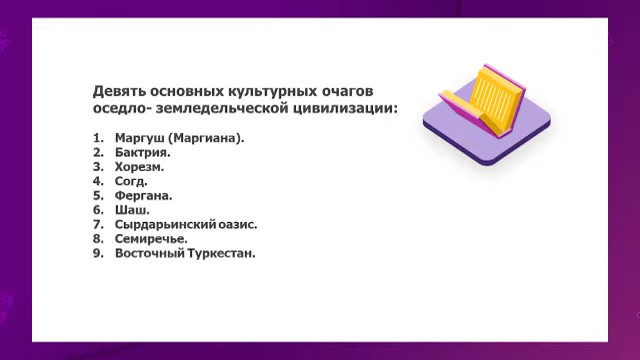 Девять основных культурных очагов
оседло- земледельческой цивилизации:
1. Маргуш (Маргиана).
2. Бактрия.
3. Хорезм.
4. Согд.
5. Фергана.
6. Шаш.
7. Сырдарьинский оазис.
8. Семиречье.
9. Восточный Туркестан.